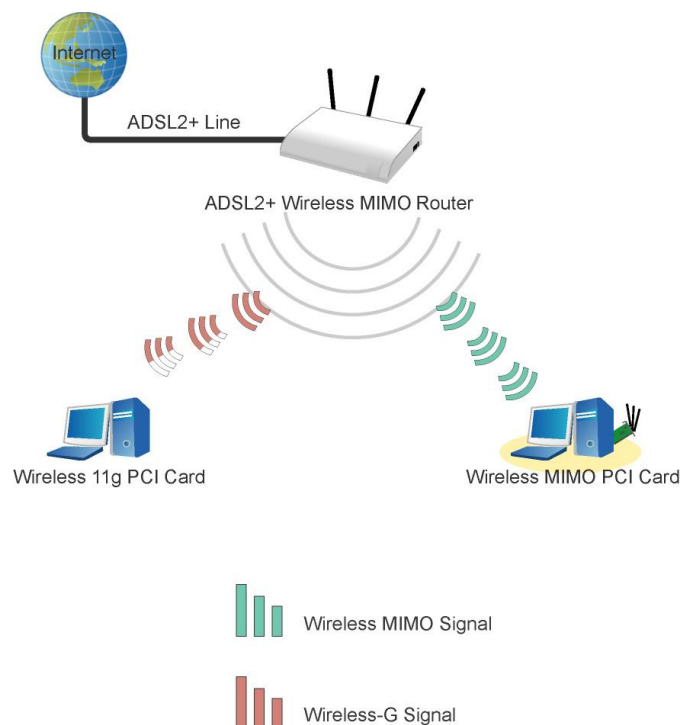 Internet
ADSL2+ Line
ADSL2+ Wireless MIMO Router
Wireless 11g PCI Card
Wireless MIMO PCI Card
Wireless MIMO Signal
Wireless-G Signal